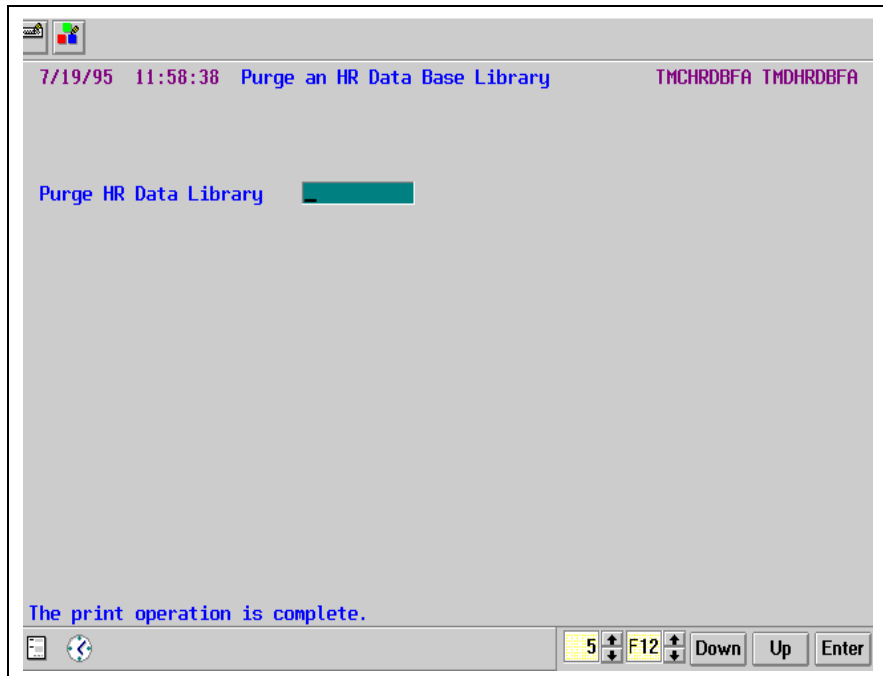 7/19/95 11:58:38 Purge an HR Data Base Library TMCHRDBFA TMDHRDBFA
Purge HR Data Library
The print operation is complete.
5 F12 Down Up Enter